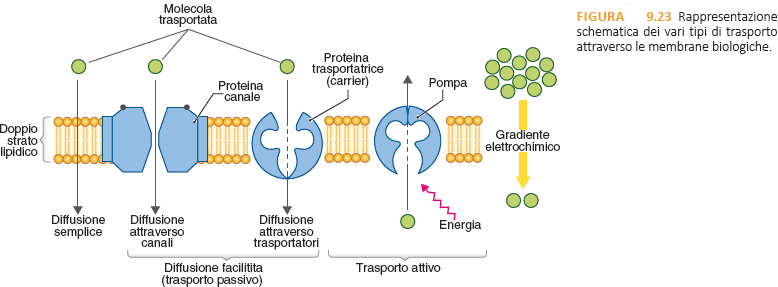 Molecola
trasportata
Proteina
canale
Proteina
trasportatrice
(carrier)
Pompa
Doppio
strato
lipidico
Gradiente
elettrochimico
Diffusione
semplice
Diffusione
attraverso
canali
Diffusione
attraverso
trasportatori
Energia
Diffusione facilitita
(trasporto passivo)
Trasporto attivo
FIGURA 9.23 Rappresentazione
schematica dei vari tipi di trasporto
attraverso le membrane biologiche.